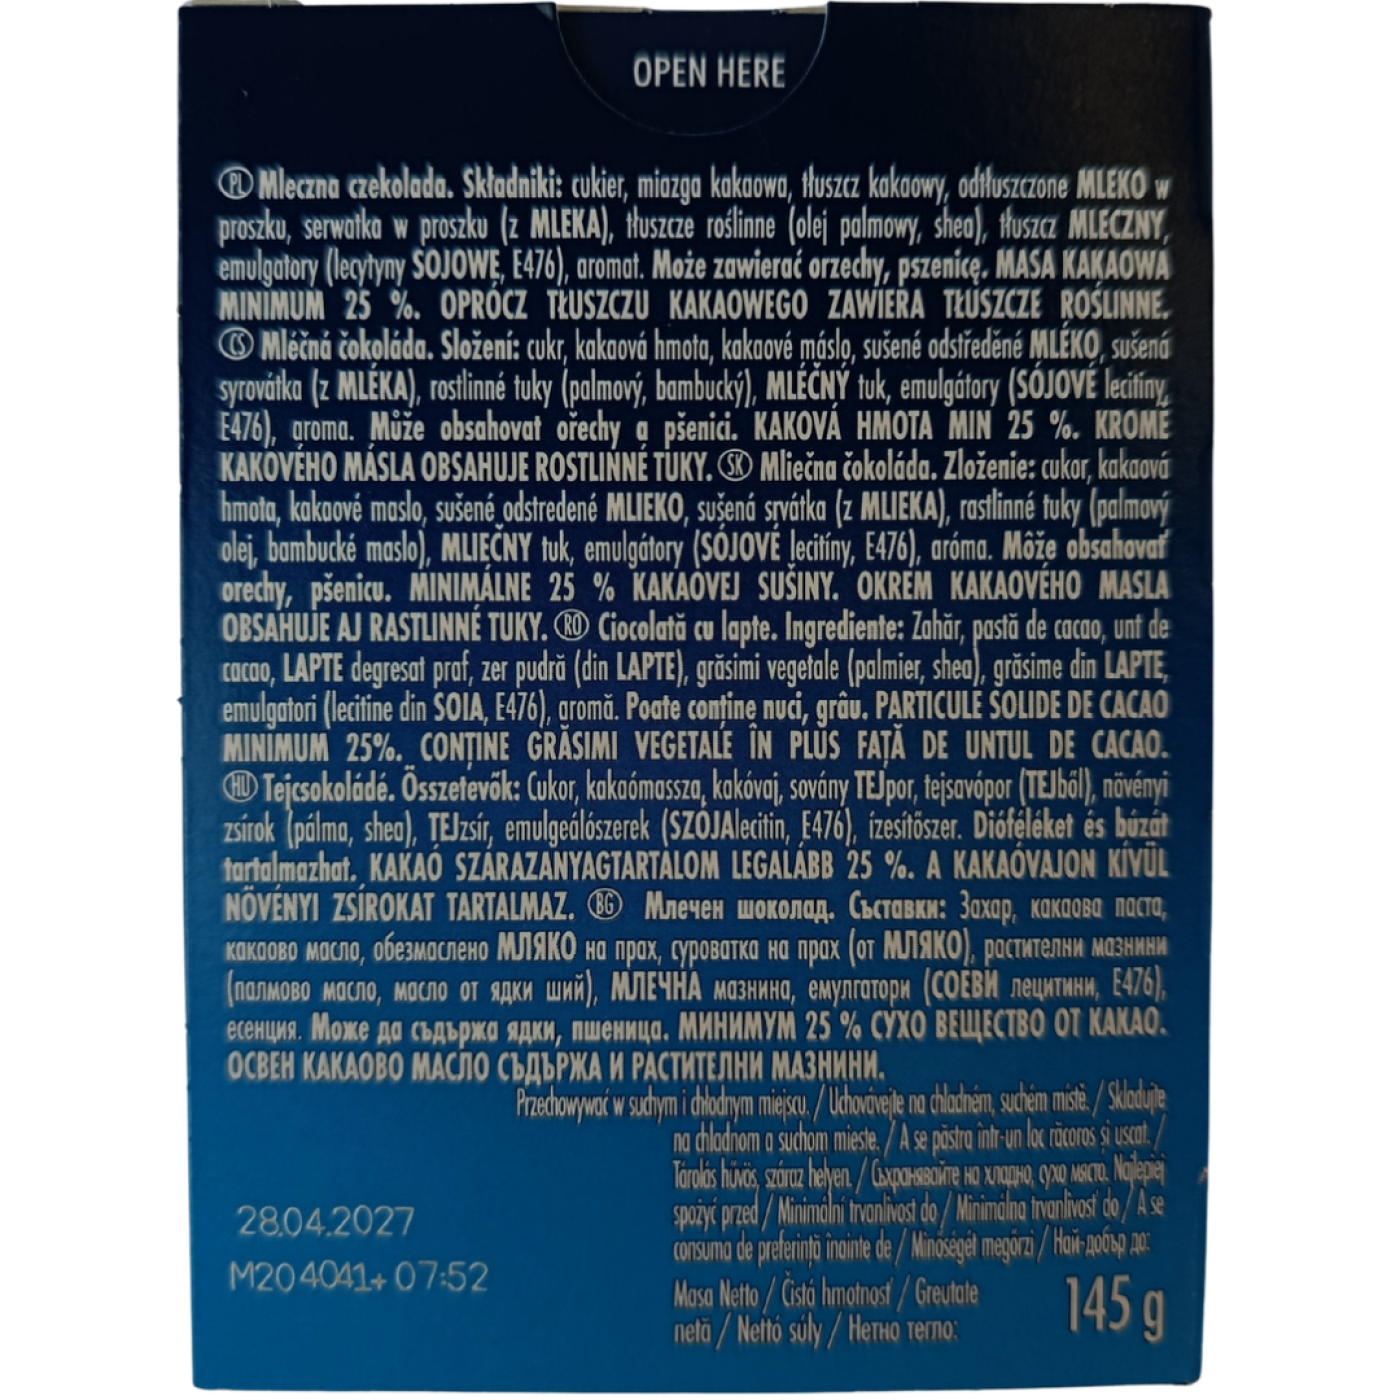 OPEN HERE
PL Mleczna czekolada. Składniki: cukier, miazga kakaowa, tłuszcz kakaowy, odtłuszczone MLEKO w
proszku, serwatka w proszku (z MLEKA), tłuszcze roślinne (olej palmowy, shea), tłuszcz MLECZNY,
emulgatory (lecytyny SOJOWE, E476), aromat. Może zawierać orzechy, pszenicę. MASA KAKAOWA
MINIMUM 25 %. OPRÓCZ TŁUSZCZU KAKAOWEGO ZAWIERA TŁUSZCZE ROŚLINNE.
CS Mléčná čokoláda. Složení: cukr, kakaová hmota, kakaové máslo, sušené odstředěné MLÉKO, sušená
syrovátka (z MLÉKA), rostlinné tuky (palmový, bambucký), MLÉČNÝ tuk, emulgátory (SÓJOVÉ lecitiny,
E476), aroma. Může obsahovat ořechy a pšenici. KAKOVÁ HMOTA MIN 25 %. KROMĚ
KAKOVÉHO MÁSLA OBSAHUJE ROSTLINNÉ TUKY. SK Mliečna čokoláda. Zloženie: cukor, kakaová
hmota, kakaové maslo, sušené odstredené MLIEKO, sušená srvátka (z MLIEKA), rastlinné tuky (palmový
olej, bambucké maslo), MLIEČNY tuk, emulgátory (SÓJOVÉ lecitíny, E476), aróma. Môže obsahovať
orechy, pšenicu. MINIMÁLNE 25 % KAKAOVEJ SUŠINY. OKREM KAKAOVÉHO MASLA
OBSAHUJE AJ RASTLINNÉ TUKY. RO Ciocolată cu lapte. Ingrediente: Zahăr, pastă de cacao, unt de
cacao, LAPTE degresat praf, zer pudră (din LAPTE), grăsimi vegetale (palmier, shea), grăsime din LAPTE,
emulgatori (lecitine din SOIA, E476), aromă. Poate conține nuci, grâu. PARTICULE SOLIDE DE CACAO
MINIMUM 25%. CONȚINE GRĂSIMI VEGETALE ÎN PLUS FAȚĂ DE UNTUL DE CACAO.
HU Tejcsokoládé. Összetevők: Cukor, kakaómassza, kakóvaj, sovány TEJpor, tejsavópor (TEJből), növényi
zsírok (pálma, shea), TEJzsír, emulgeálószerek (SZÓJAlecitin, E476), ízesítőszer. Dióféléket és búzát
tartalmazhat. KAKAÓ SZÁRAZANYAGTARTALOM LEGALÁBB 25 %. A KAKAÓVAJON KÍVÜL
NÖVÉNYI ZSÍROKAT TARTALMAZ. BG Млечен шоколад. Съставки: Захар, какаова паста,
какаово масло, обезмаслено МЛЯКО на прах, суроватка на прах (от МЛЯКО), растителни мазнини
(палмово масло, масло от ядки ший), МЛЕЧНА мазнина, емулгатори (СОЕВИ лецитини, E476),
есенция. Може да съдържа ядки, пшеница. МИНИМУМ 25 % СУХО ВЕЩЕСТВО ОТ КАКАО.
ОСВЕН КАКАОВО МАСЛО СЪДЪРЖА И РАСТИТЕЛНИ МАЗНИНИ.
Przechowywać w suchym i chłodnym miejscu. / Uchovávejte na chladném, suchém místě. / Skladujte
na chladnom a suchom mieste. / A se păstra într-un loc răcoros și uscat. /
Tárolás hűvös, száraz helyen. / Съхранявайте на хладно, сухо място. Najlepiej
spożyć przed / Minimální trvanlivost do / Minimálna trvanlivosť do / A se
consuma de preferință înainte de / Minőségét megőrzi / Най-добър до:
28.04.2027
M204041+ 07:52
Masa Netto / Čistá hmotnosť / Greutate
netă / Nettó súly / Нетно тегло:
145 g